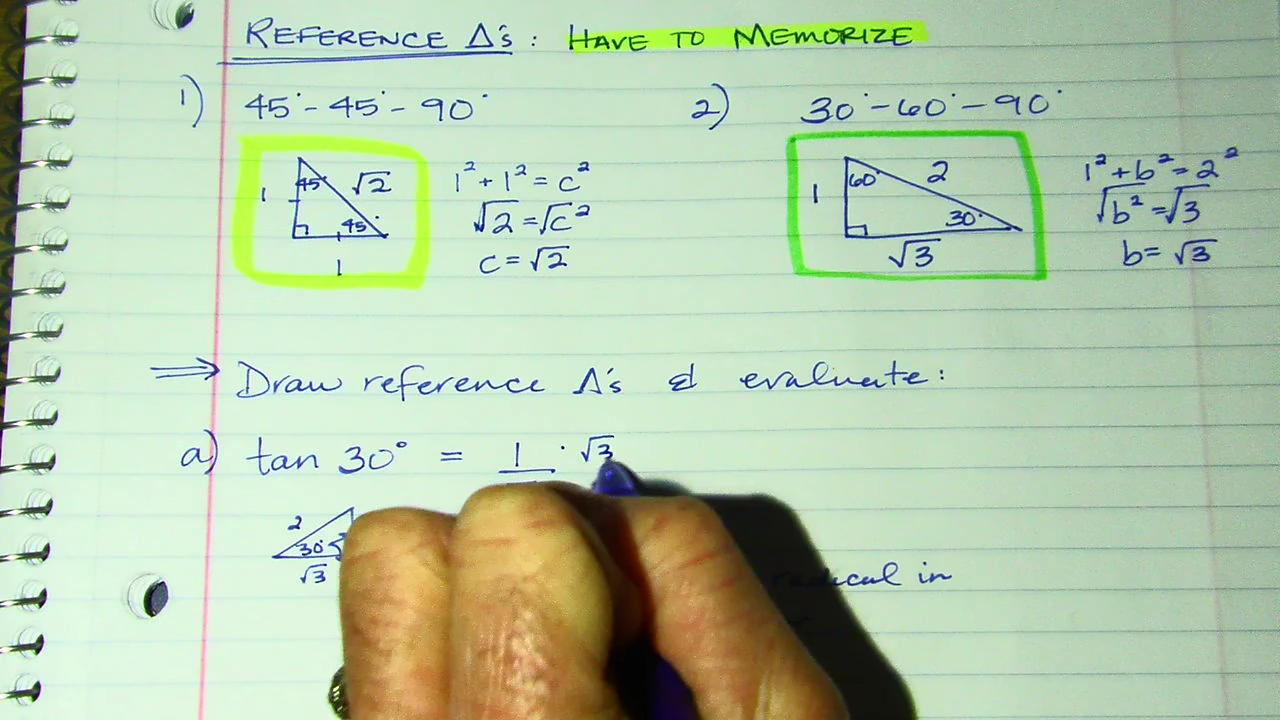 REFERENCE Δ's : HAVE TO MEMORIZE
1) 45° - 45° - 90°
1
45°
√2
45°
1
1² + 1² = c²
√2 = √c²
c = √2
2) 30° - 60° - 90°
1
60°
2
30°
√3
1² + b² = 2²
√b² = √3
b = √3
⇒ Draw reference Δ's & evaluate:
a) tan 30° = 1 · √3
2
30°
√3
radical in